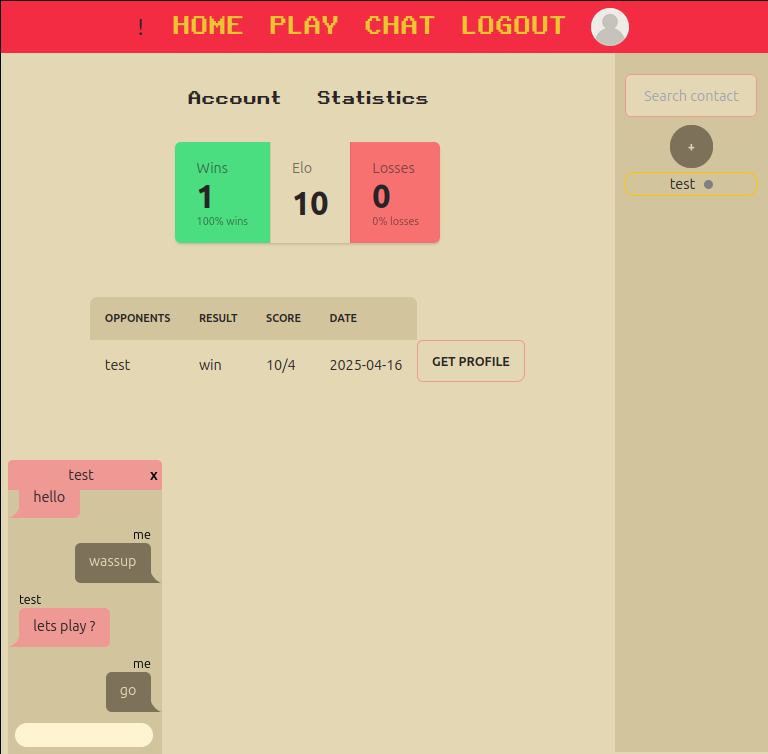 ! HOME PLAY CHAT LOGOUT
Account Statistics
Search contact
+
test
Wins Elo Losses
1 10 0
100% wins 0% losses
OPPONENTS RESULT SCORE DATE
test win 10/4 2025-04-16 GET PROFILE
test x
hello
me
wassup
test
lets play ?
me
go